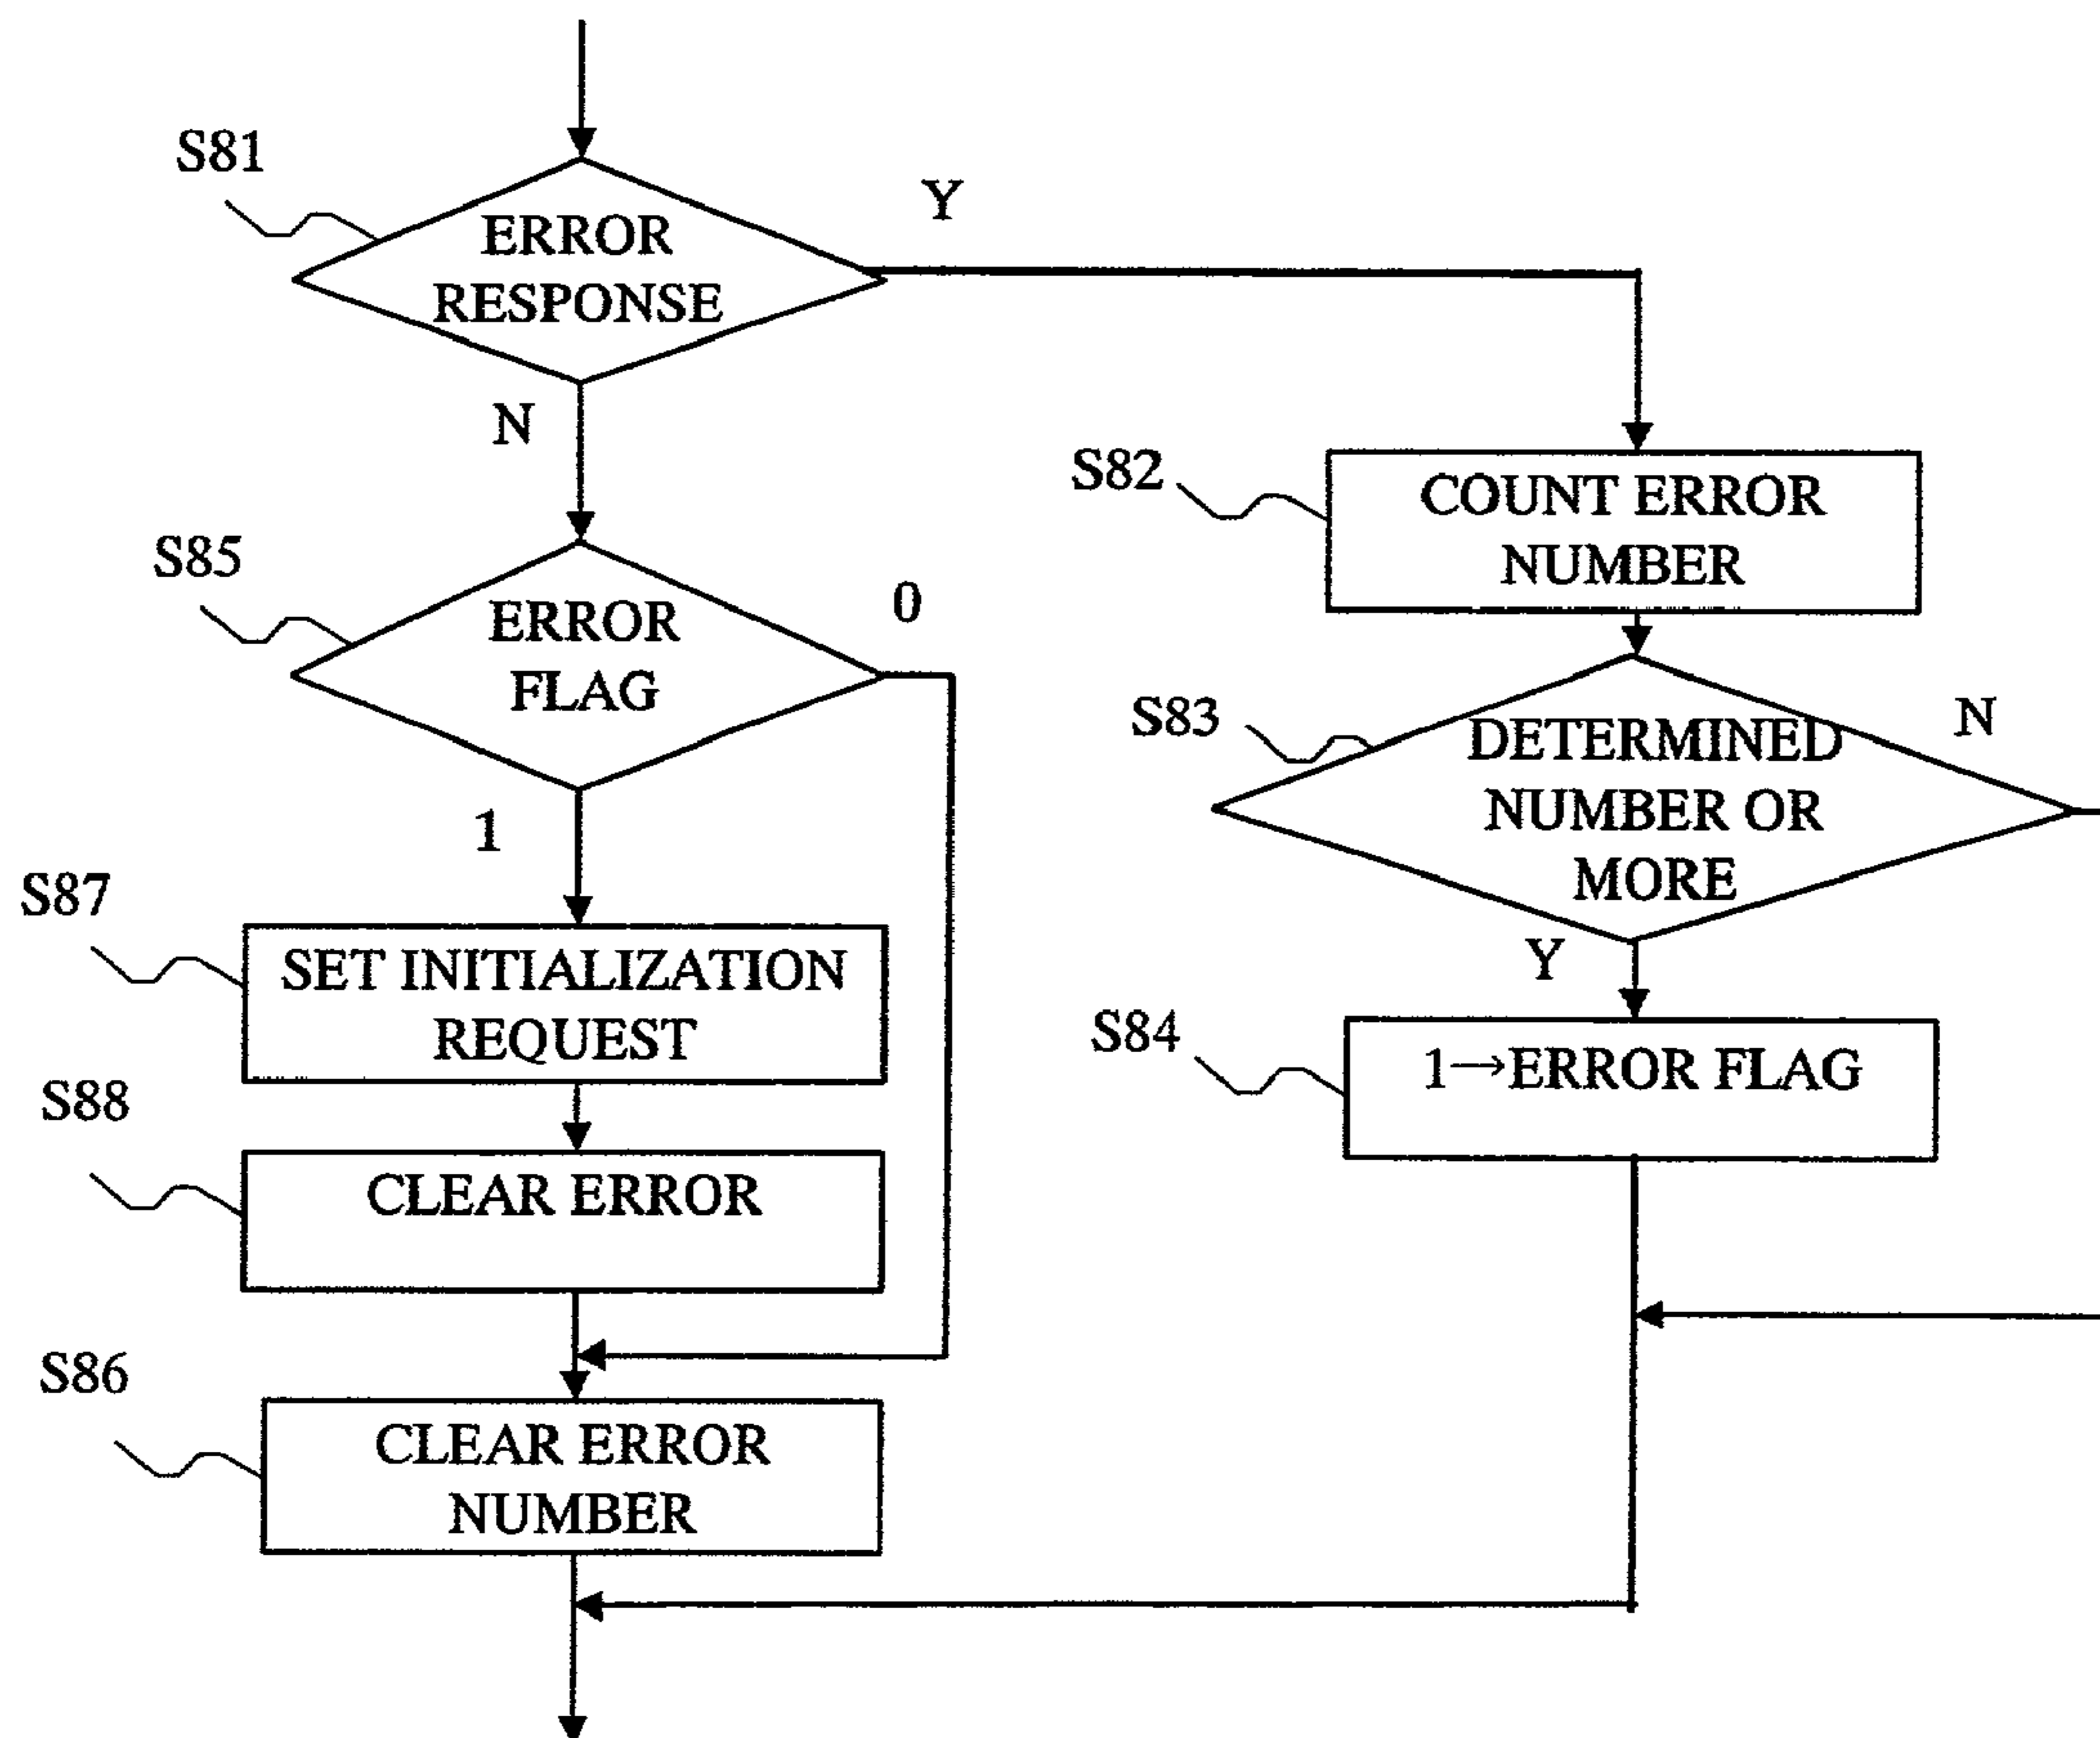 S81
ERROR
RESPONSE
Y
N
S82
COUNT ERROR
NUMBER
S85
ERROR
FLAG
0
1
S83
DETERMINED
NUMBER OR
MORE
N
Y
S87
SET INITIALIZATION
REQUEST
S84
1→ERROR FLAG
S88
CLEAR ERROR
S86
CLEAR ERROR
NUMBER